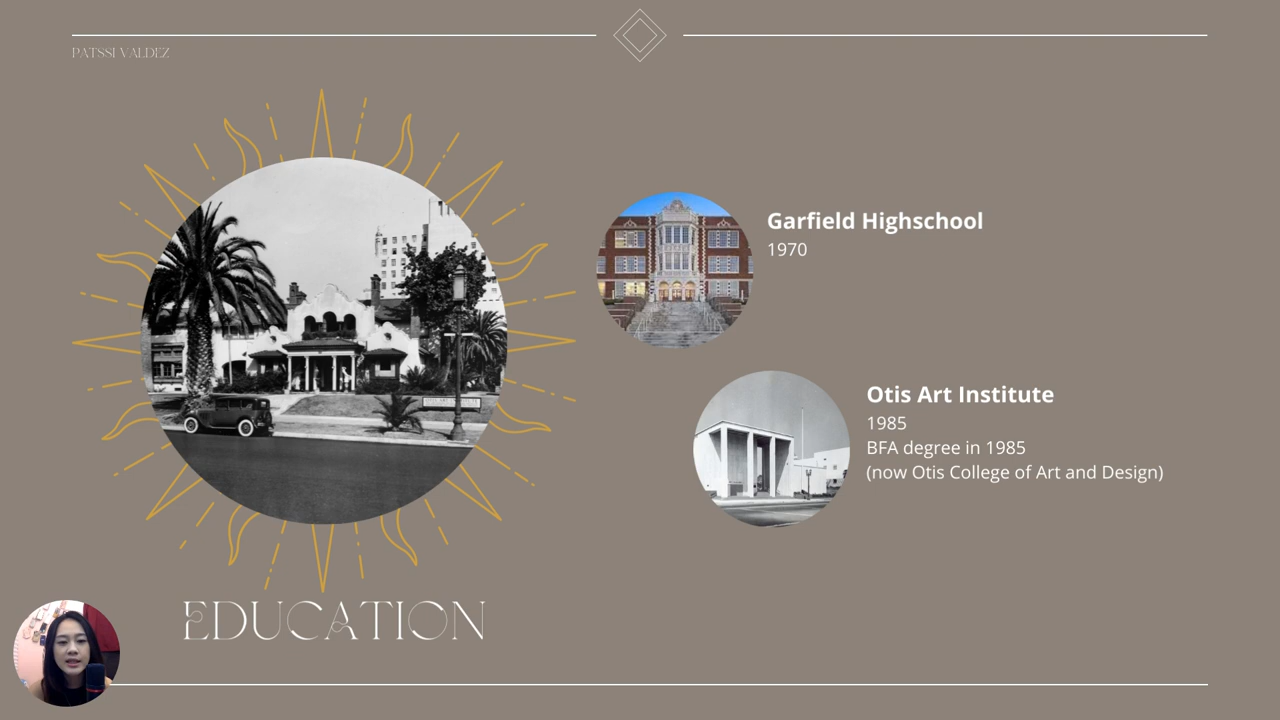 PATSSI VALDEZ
Garfield Highschool
1970
Otis Art Institute
1985
BFA degree in 1985
(now Otis College of Art and Design)
EDUCATION